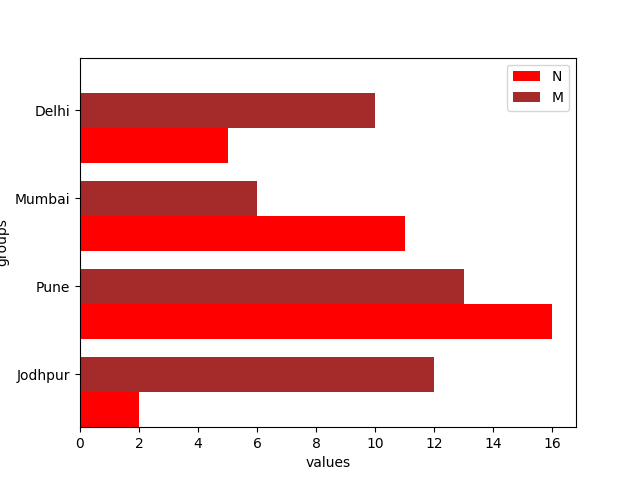 N
M
Delhi
Mumbai
Pune
Jodhpur
groups
0 2 4 6 8 10 12 14 16
values